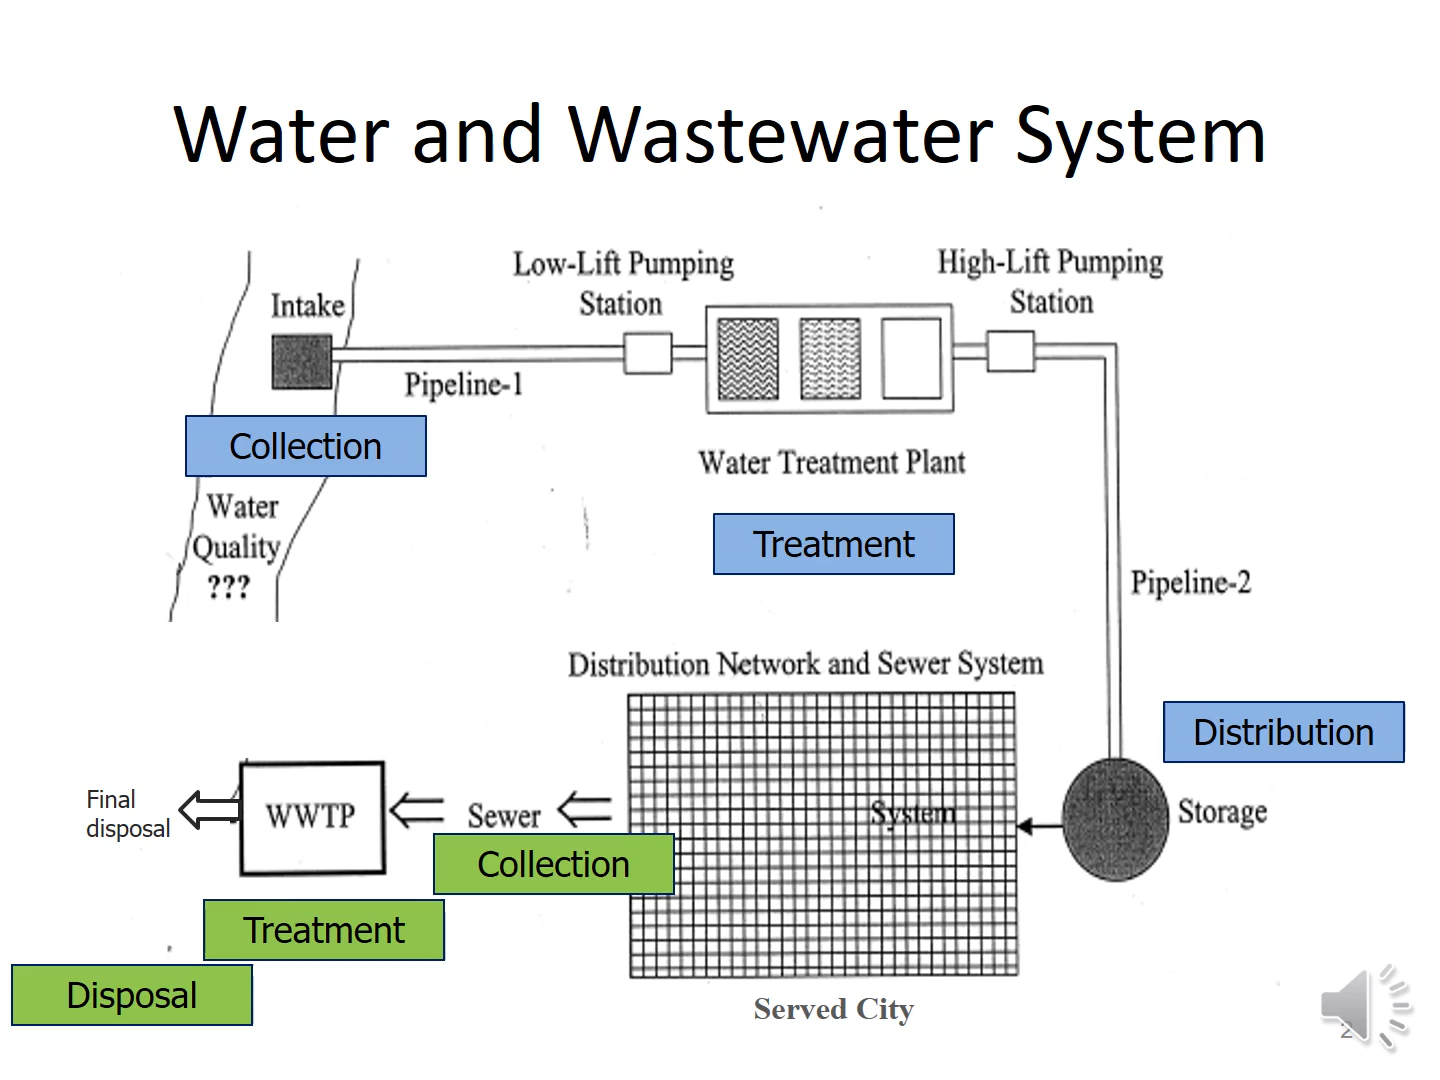 Water and Wastewater System
Low-Lift Pumping
Station
High-Lift Pumping
Station
Intake
Pipeline-1
Collection
Water Treatment Plant
Water
Quality
???
Treatment
Pipeline-2
Distribution Network and Sewer System
Distribution
Final
disposal
WWTP
Sewer
System
Storage
Collection
Treatment
Disposal
Served City
2